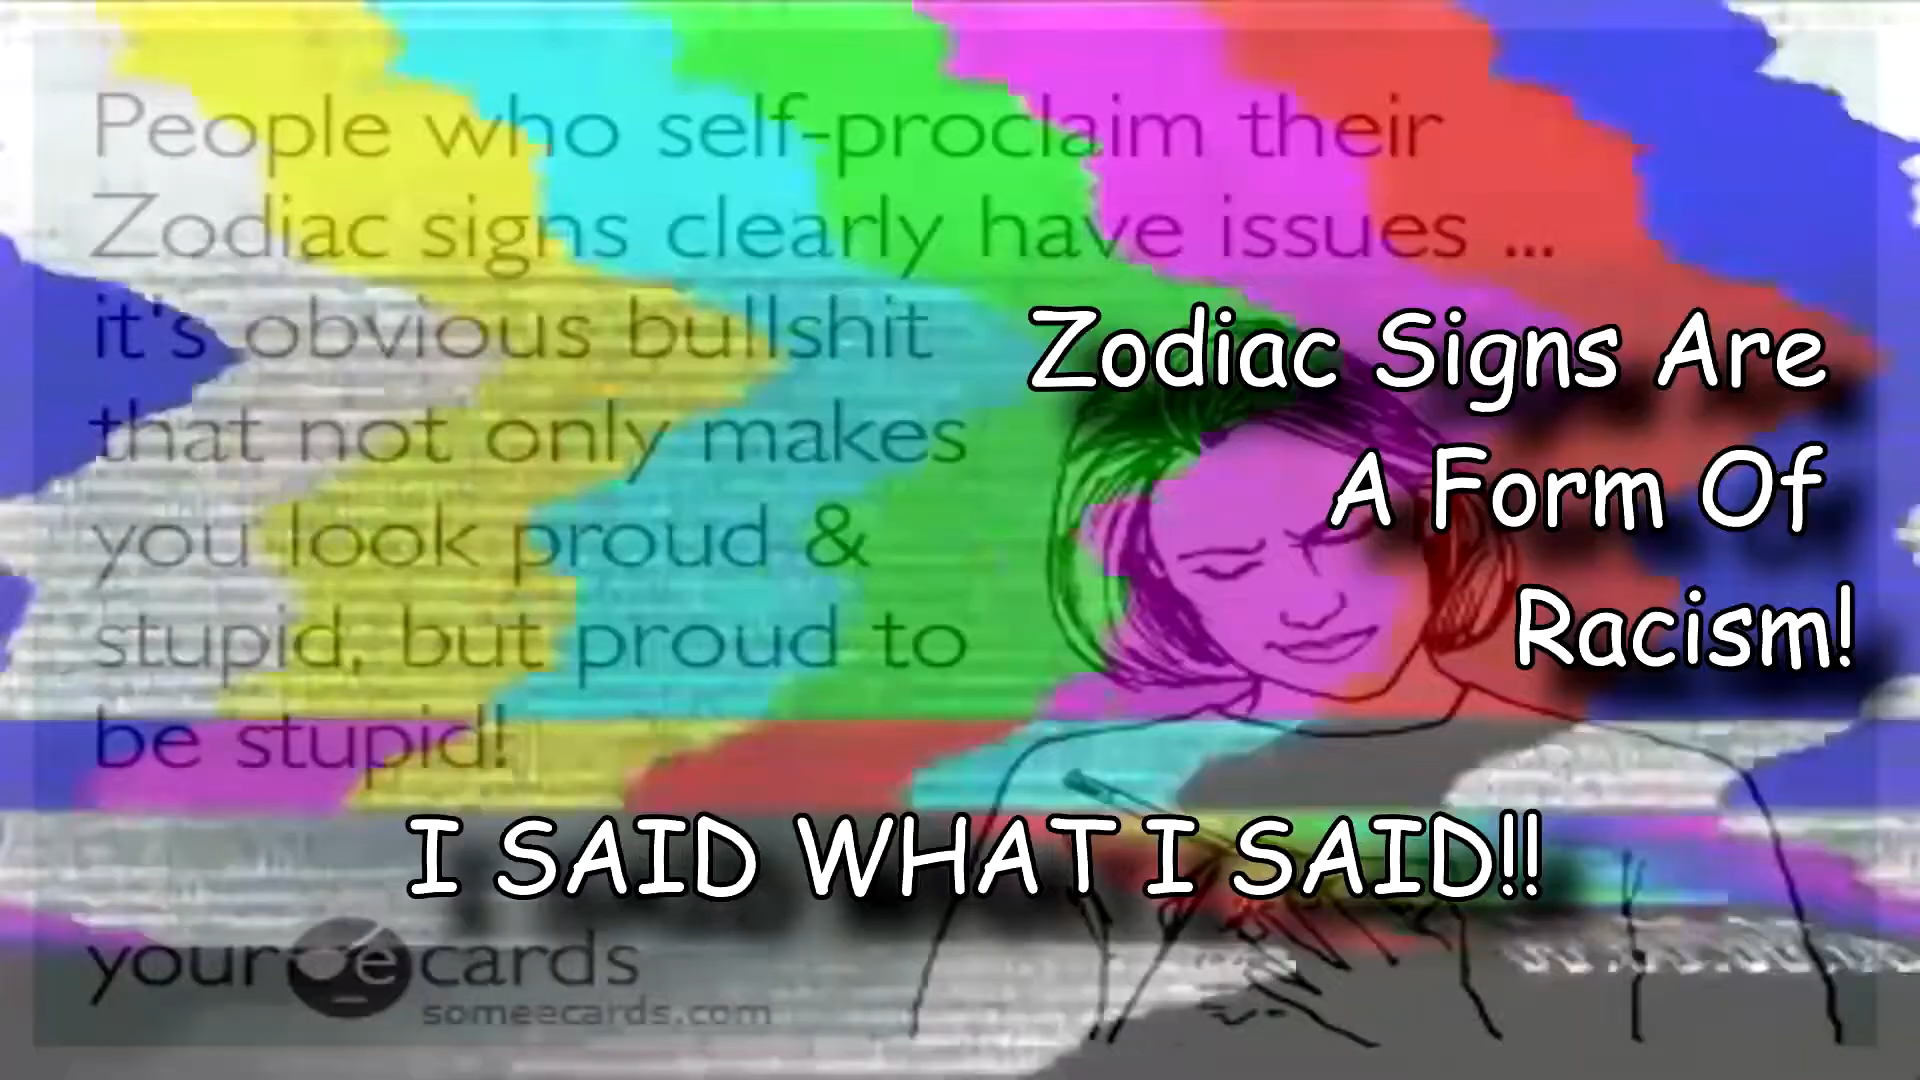 People who self-proclaim their
Zodiac signs clearly have issues ...
it's obvious bullshit
that not only makes
you look proud &
stupid, but proud to
be stupid!
Zodiac Signs Are
A Form Of
Racism!
I SAID WHAT I SAID!!
your e cards
someecards.com